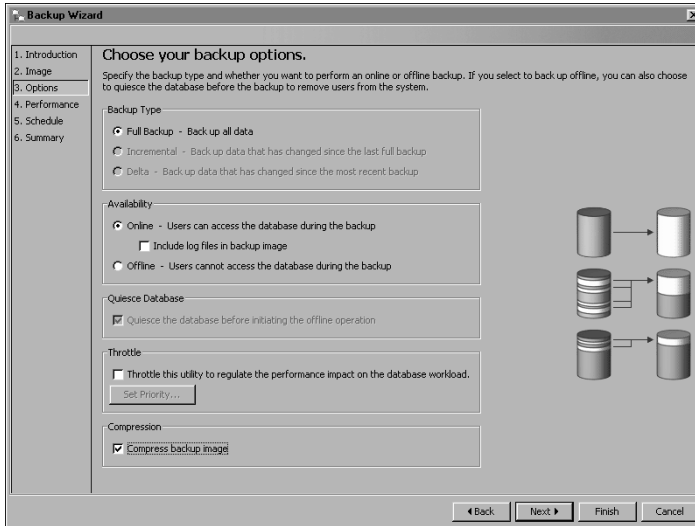 Backup Wizard
1. Introduction
2. Image
3. Options
4. Performance
5. Schedule
6. Summary
Choose your backup options.
Specify the backup type and whether you want to perform an online or offline backup. If you select to back up offline, you can also choose
to quiesce the database before the backup to remove users from the system.
Backup Type
Full Backup - Back up all data
Incremental - Back up data that has changed since the last full backup
Delta - Back up data that has changed since the most recent backup
Availability
Online - Users can access the database during the backup
Include log files in backup image
Offline - Users cannot access the database during the backup
Quiesce Database
Quiesce the database before initiating the offline operation
Throttle
Throttle this utility to regulate the performance impact on the database workload.
Set Priority...
Compression
Compress backup image
Back Next Finish Cancel